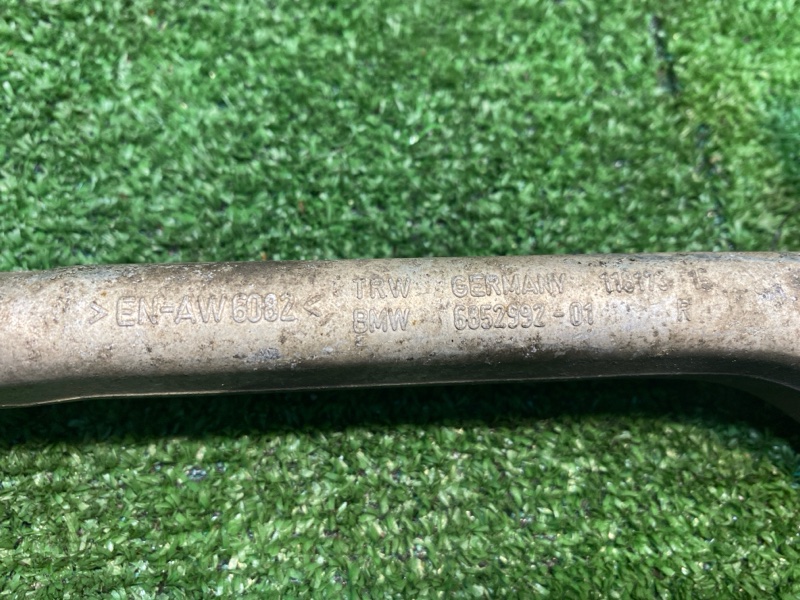 >EN-AW 6082<
TRW GERMANY
BMW 6852992-01 R